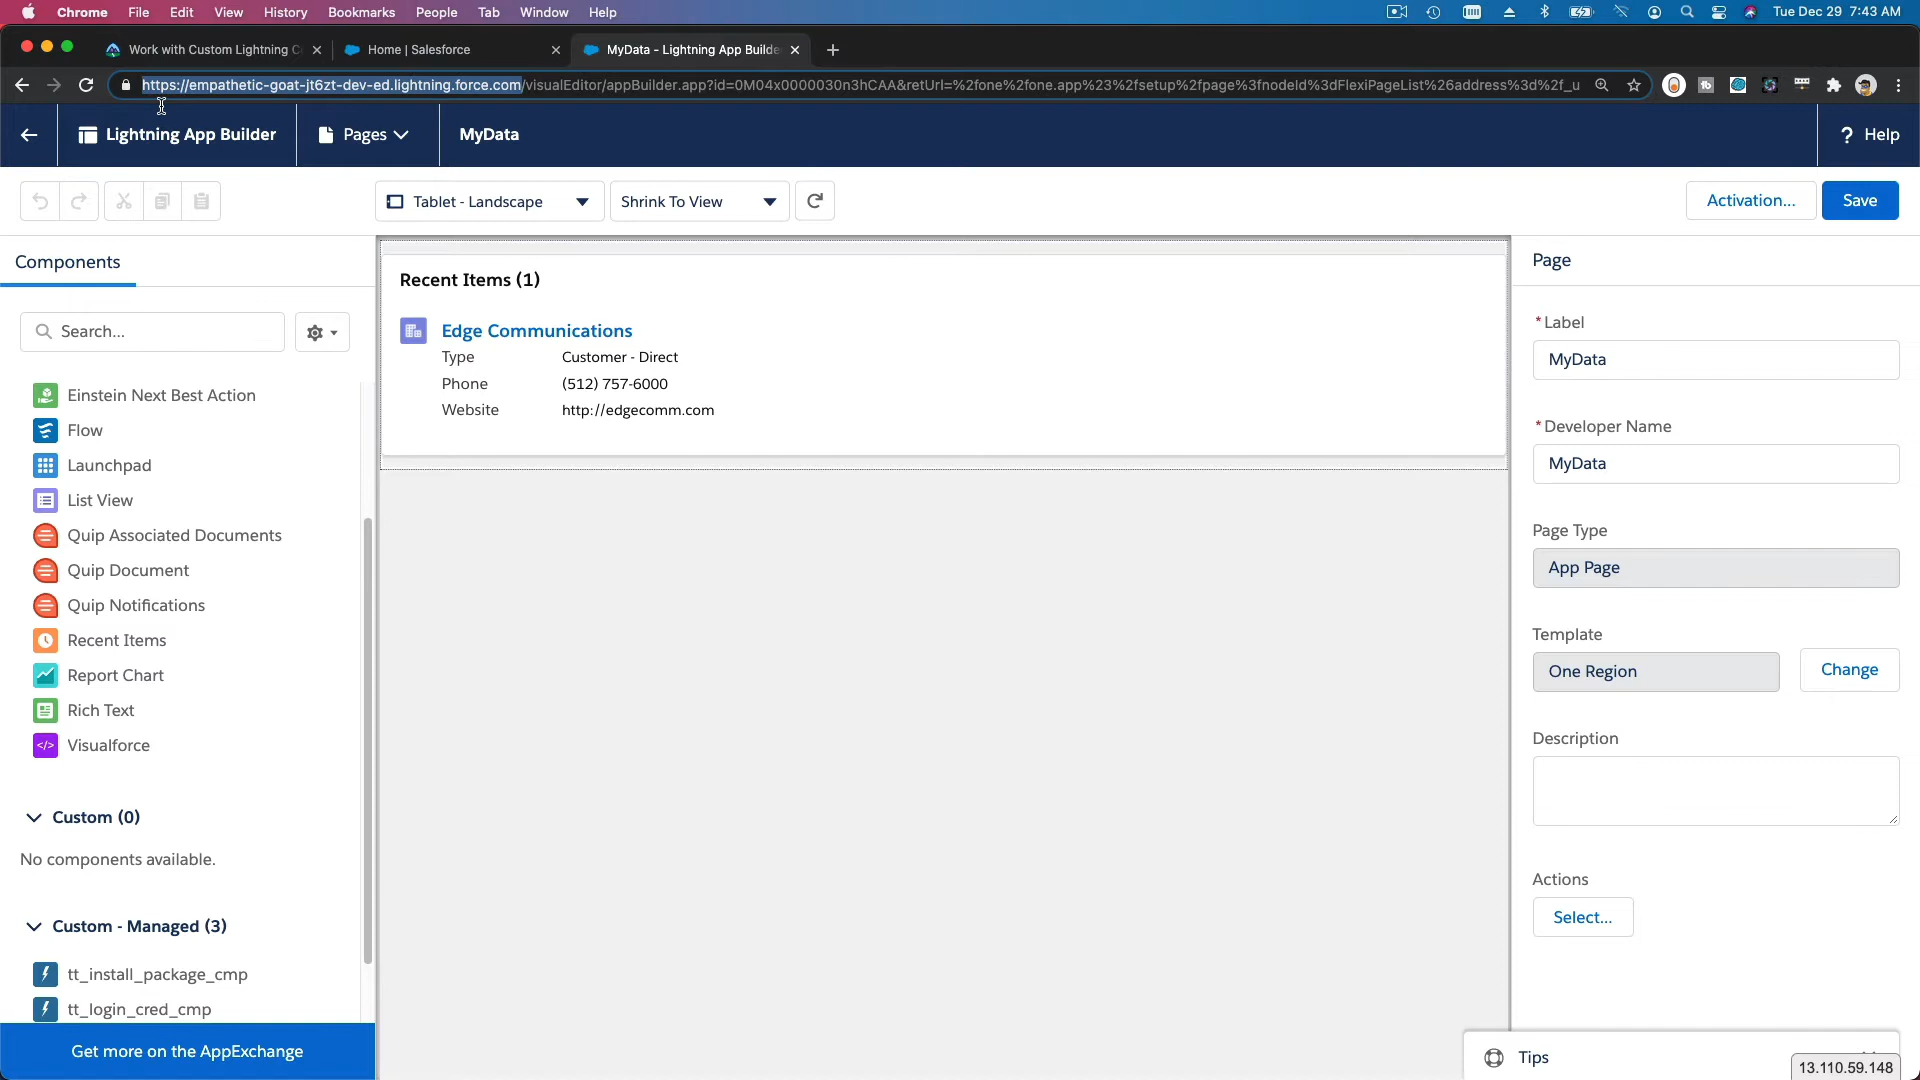 Chrome File Edit View History Bookmarks People Tab Window Help Tue Dec 29 7:43 AM
Work with Custom Lightning C Home | Salesforce MyData - Lightning App Builde
https://empathetic-goat-jt6zt-dev-ed.lightning.force.com/visualEditor/appBuilder.app?id=0M04x0000030n3hCAA&retUrl=%2fone%2fone.app%23%2fsetup%2fpage%3fnodeId%3dFlexiPageList%26address%3d%2f_u
Lightning App Builder Pages MyData ? Help
Tablet - Landscape Shrink To View Activation... Save
Components
Search...
Einstein Next Best Action
Flow
Launchpad
List View
Quip Associated Documents
Quip Document
Quip Notifications
Recent Items
Report Chart
Rich Text
Visualforce
Custom (0)
No components available.
Custom - Managed (3)
tt_install_package_cmp
tt_login_cred_cmp
Get more on the AppExchange
Recent Items (1)
Edge Communications
Type Customer - Direct
Phone (512) 757-6000
Website http://edgecomm.com
Page
*Label
MyData
*Developer Name
MyData
Page Type
App Page
Template
One Region Change
Description
Actions
Select...
Tips
13.110.59.148